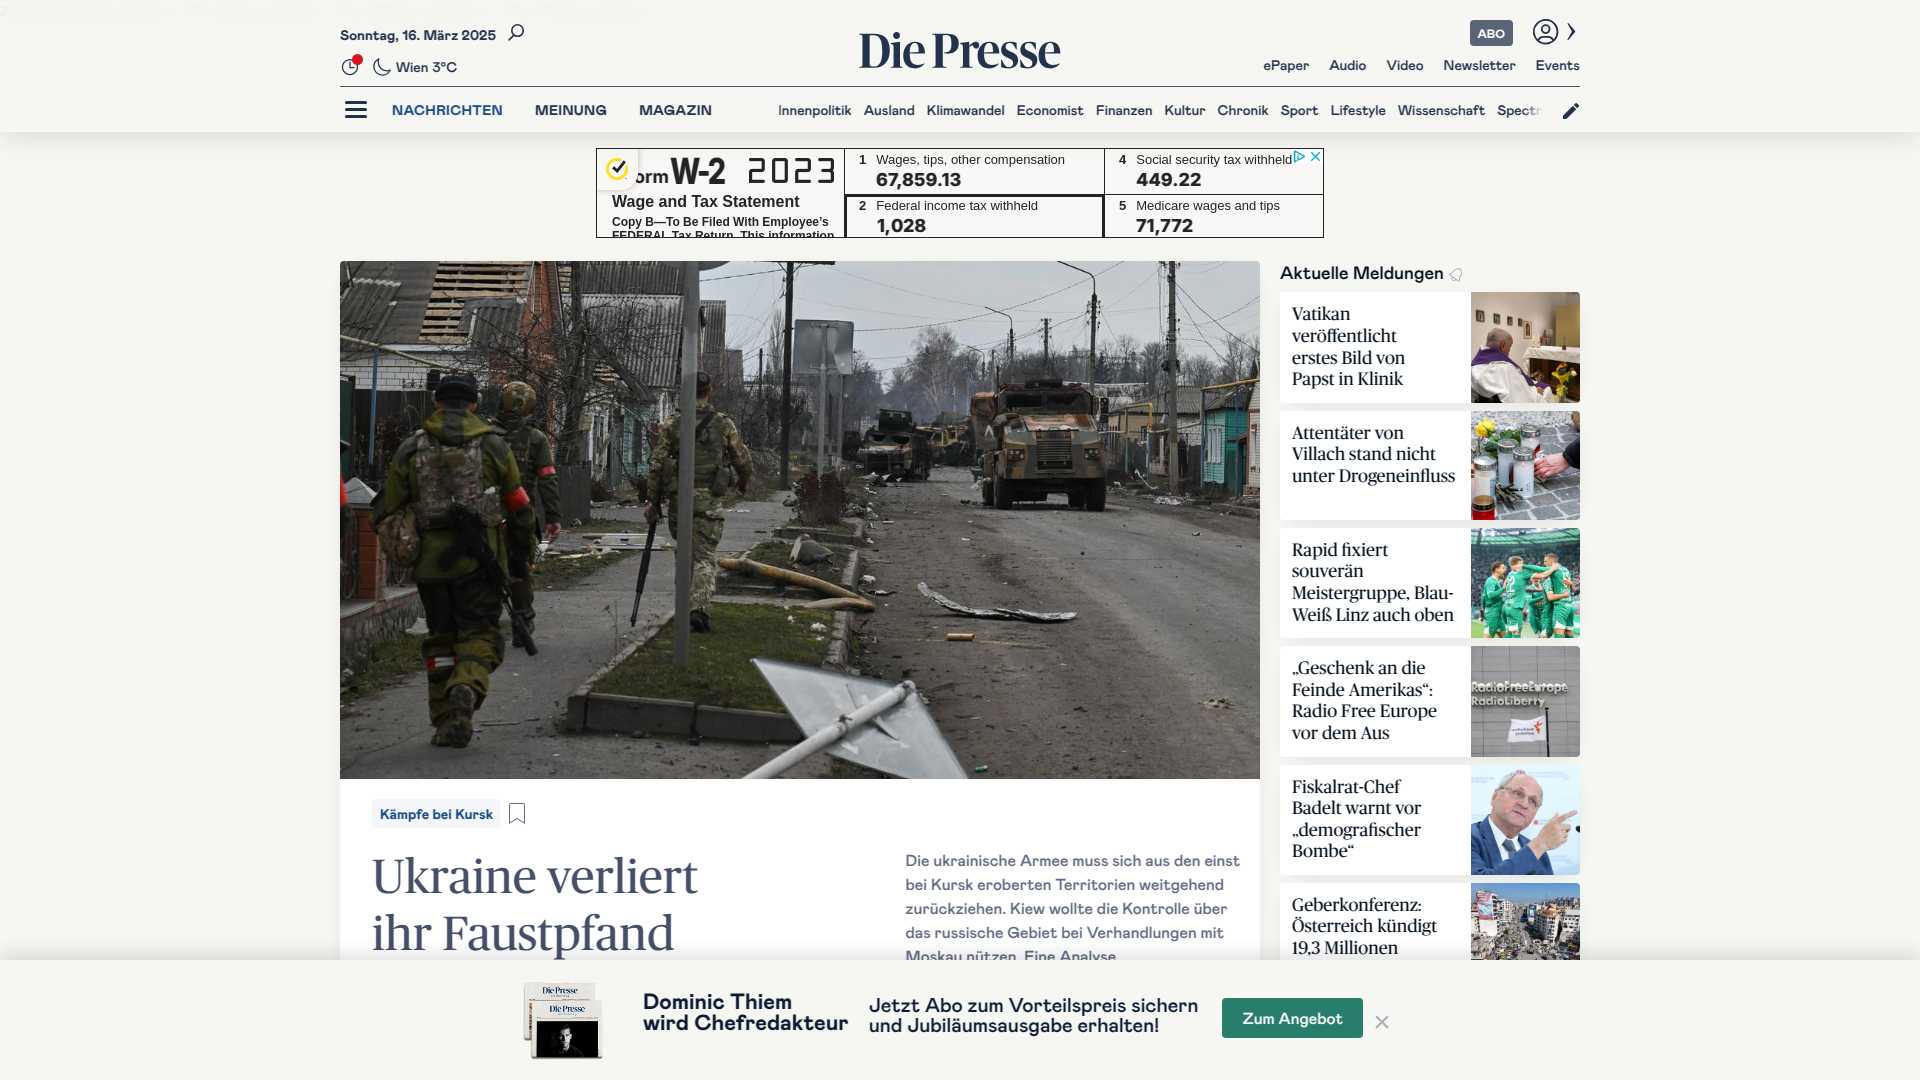 Sonntag, 16. März 2025
Wien 3°C
Die Presse
ABO
ePaper Audio Video Newsletter Events
NACHRICHTEN MEINUNG MAGAZIN
Innenpolitik Ausland Klimawandel Economist Finanzen Kultur Chronik Sport Lifestyle Wissenschaft Spectr
orm W-2 2023
Wage and Tax Statement
Copy B—To Be Filed With Employee's
FEDERAL Tax Return. This information
1 Wages, tips, other compensation
67,859.13
4 Social security tax withheld
449.22
2 Federal income tax withheld
1,028
5 Medicare wages and tips
71,772
Kämpfe bei Kursk
Ukraine verliert
ihr Faustpfand
Die ukrainische Armee muss sich aus den einst
bei Kursk eroberten Territorien weitgehend
zurückziehen. Kiew wollte die Kontrolle über
das russische Gebiet bei Verhandlungen mit
Moskau nützen. Eine Analyse.
Aktuelle Meldungen
Vatikan
veröffentlicht
erstes Bild von
Papst in Klinik
Attentäter von
Villach stand nicht
unter Drogeneinfluss
Rapid fixiert
souverän
Meistergruppe, Blau-
Weiß Linz auch oben
„Geschenk an die
Feinde Amerikas“:
Radio Free Europe
vor dem Aus
RadioFreeEurope
RadioLiberty
Fiskalrat-Chef
Badelt warnt vor
„demografischer
Bombe“
Geberkonferenz:
Österreich kündigt
19,3 Millionen
Die Presse
Die Presse
Dominic Thiem
wird Chefredakteur
Jetzt Abo zum Vorteilspreis sichern
und Jubiläumsausgabe erhalten!
Zum Angebot